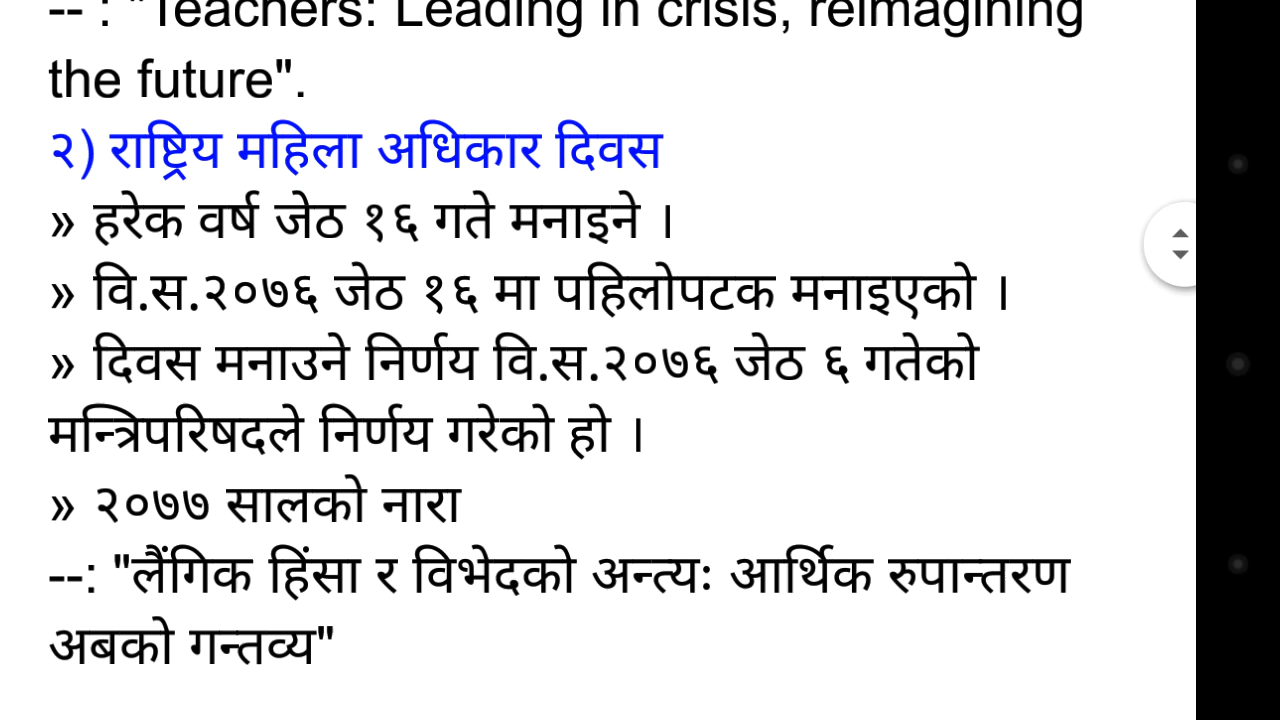 -- : "Teachers: Leading in crisis, reimagining
the future".
२) राष्ट्रिय महिला अधिकार दिवस
» हरेक वर्ष जेठ १६ गते मनाइने ।
» वि.स.२०७६ जेठ १६ मा पहिलोपटक मनाइएको ।
» दिवस मनाउने निर्णय वि.स.२०७६ जेठ ६ गतेको
मन्त्रिपरिषदले निर्णय गरेको हो ।
» २०७७ सालको नारा
--: "लैंगिक हिंसा र विभेदको अन्त्यः आर्थिक रुपान्तरण
अबको गन्तव्य"